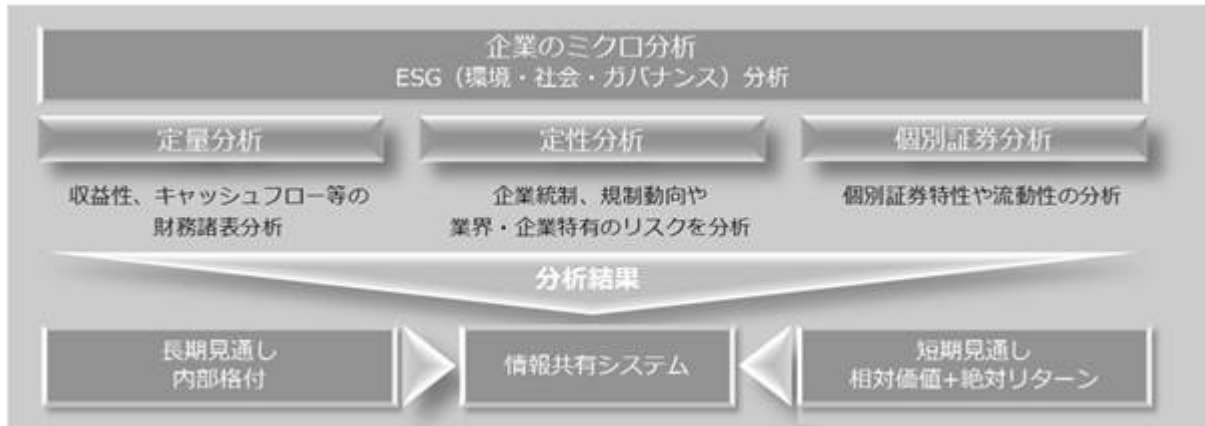 企業のミクロ分析
ESG（環境・社会・ガバナンス）分析
定量分析
収益性、キャッシュフロー等の
財務諸表分析
定性分析
企業統制、規制動向や
業界・企業特有のリスクを分析
個別証券分析
個別証券特性や流動性の分析
分析結果
長期見通し
内部格付
情報共有システム
短期見通し
相対価値+絶対リターン